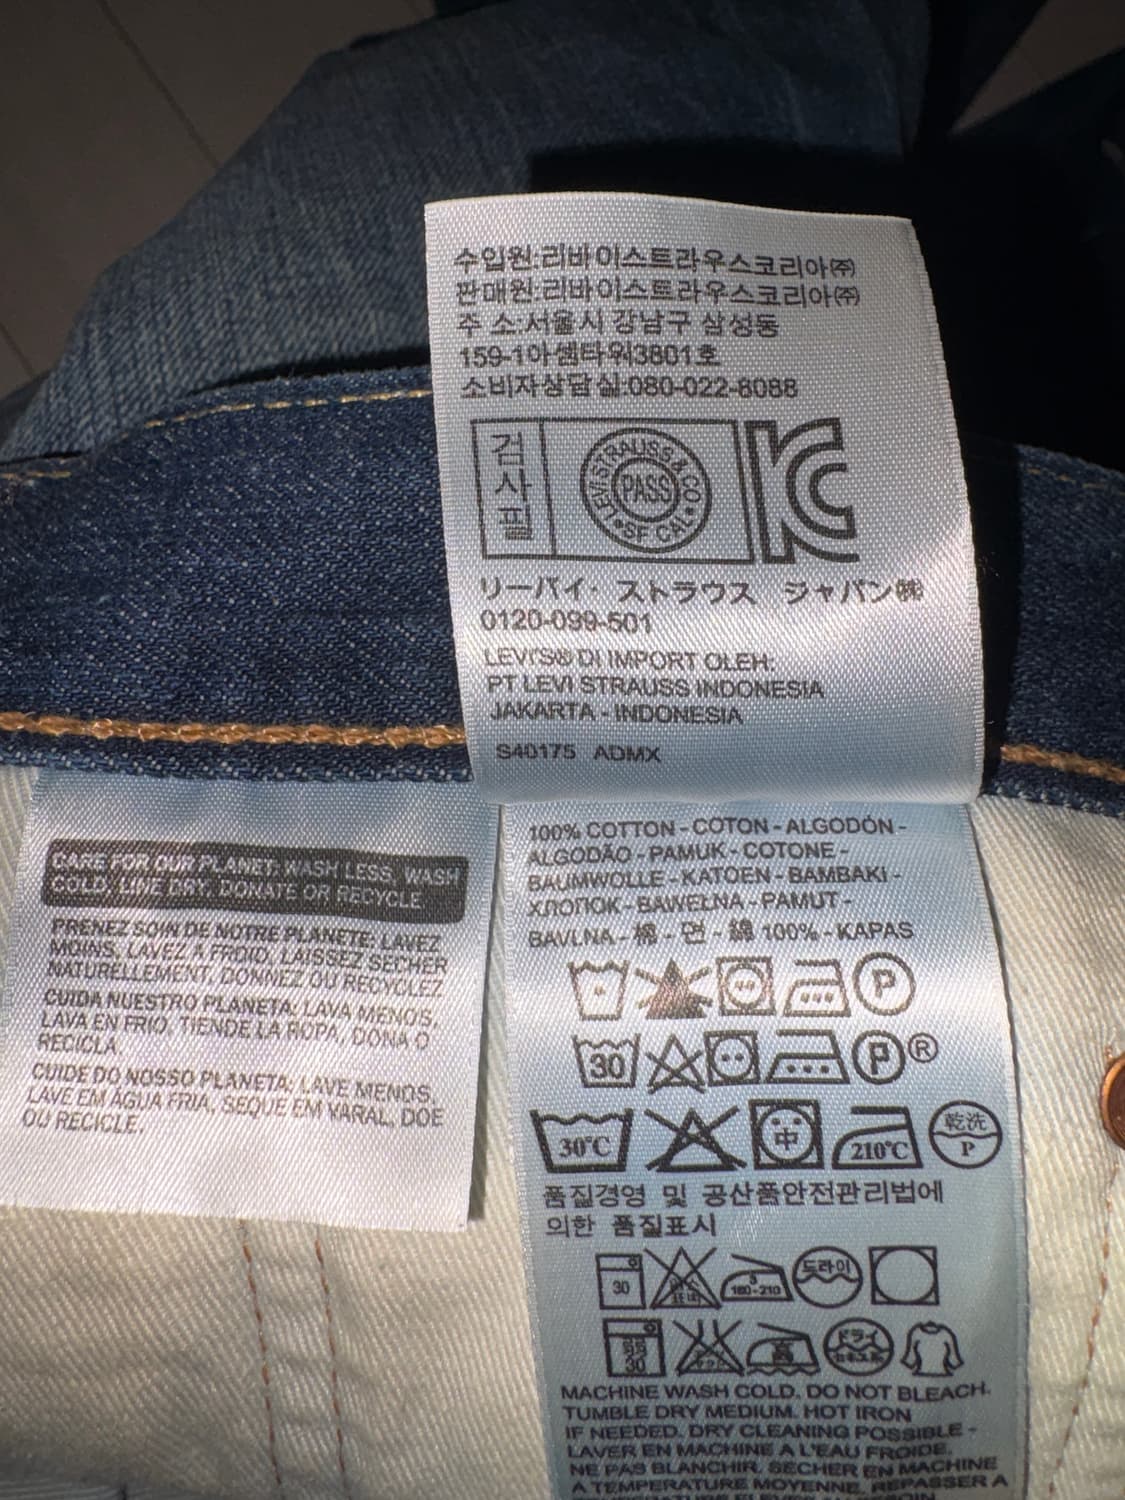 수입원:리바이스트라우스코리아㈜
판매원:리바이스트라우스코리아㈜
주 소:서울시 강남구 삼성동
159-1아셈타워3801호
소비자상담실:080-022-8088
검사필
LEVI STRAUSS & CO
SF CAL
PASS
リーバイ・ストラウス ジャパン㈱
0120-099-501
LEVI'S® DI IMPORT OLEH:
PT LEVI STRAUSS INDONESIA
JAKARTA - INDONESIA
S40175 ADMX
CARE FOR OUR PLANET: WASH LESS, WASH
COLD, LINE DRY, DONATE OR RECYCLE
PRENEZ SOIN DE NOTRE PLANETE: LAVEZ
MOINS, LAVEZ A FROID, LAISSEZ SECHER
NATURELLEMENT, DONNEZ OU RECYCLEZ
CUIDA NUESTRO PLANETA: LAVA MENOS,
LAVA EN FRIO, TIENDE LA ROPA, DONA O
RECICLA.
CUIDE DO NOSSO PLANETA: LAVE MENOS,
LAVE EM ÁGUA FRIA, SEQUE EM VARAL, DOE
OU RECICLE.
100% COTTON - COTON - ALGODÓN -
ALGODÃO - PAMUK - COTONE -
BAUMWOLLE - KATOEN - BAMBAKI -
ХЛОПОК - BAWEŁNA - PAMUT -
BAVLNA - 棉 - 면 - 綿 100% - KAPAS
P
30 P ®
30°C 中 210°C 乾洗 P
품질경영 및 공산품안전관리법에
의한 품질표시
30 180-210 드라이
30 高 ドライ
MACHINE WASH COLD. DO NOT BLEACH.
TUMBLE DRY MEDIUM. HOT IRON
IF NEEDED. DRY CLEANING POSSIBLE -
LAVER EN MACHINE A L'EAU FROIDE.
NE PAS BLANCHIR. SECHER EN MACHINE
A TEMPERATURE MOYENNE. REPASSER A